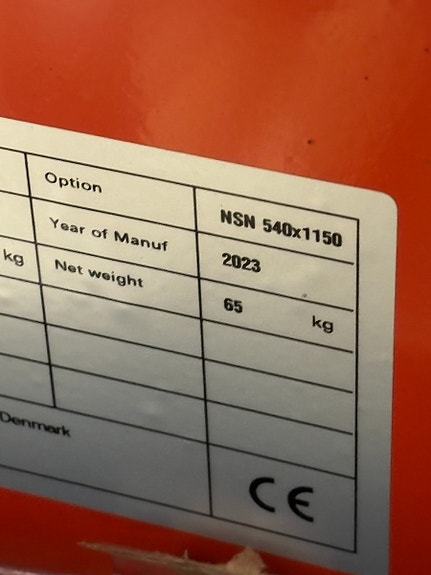 Option NSN 540x1150
Year of Manuf 2023
kg Net weight 65 kg
Denmark
CE